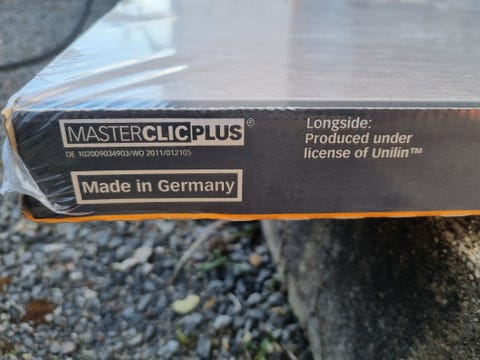 MASTERCLICPLUS®
DE 102009034903/WO 2011/012105
Made in Germany
Longside:
Produced under
license of Unilin™